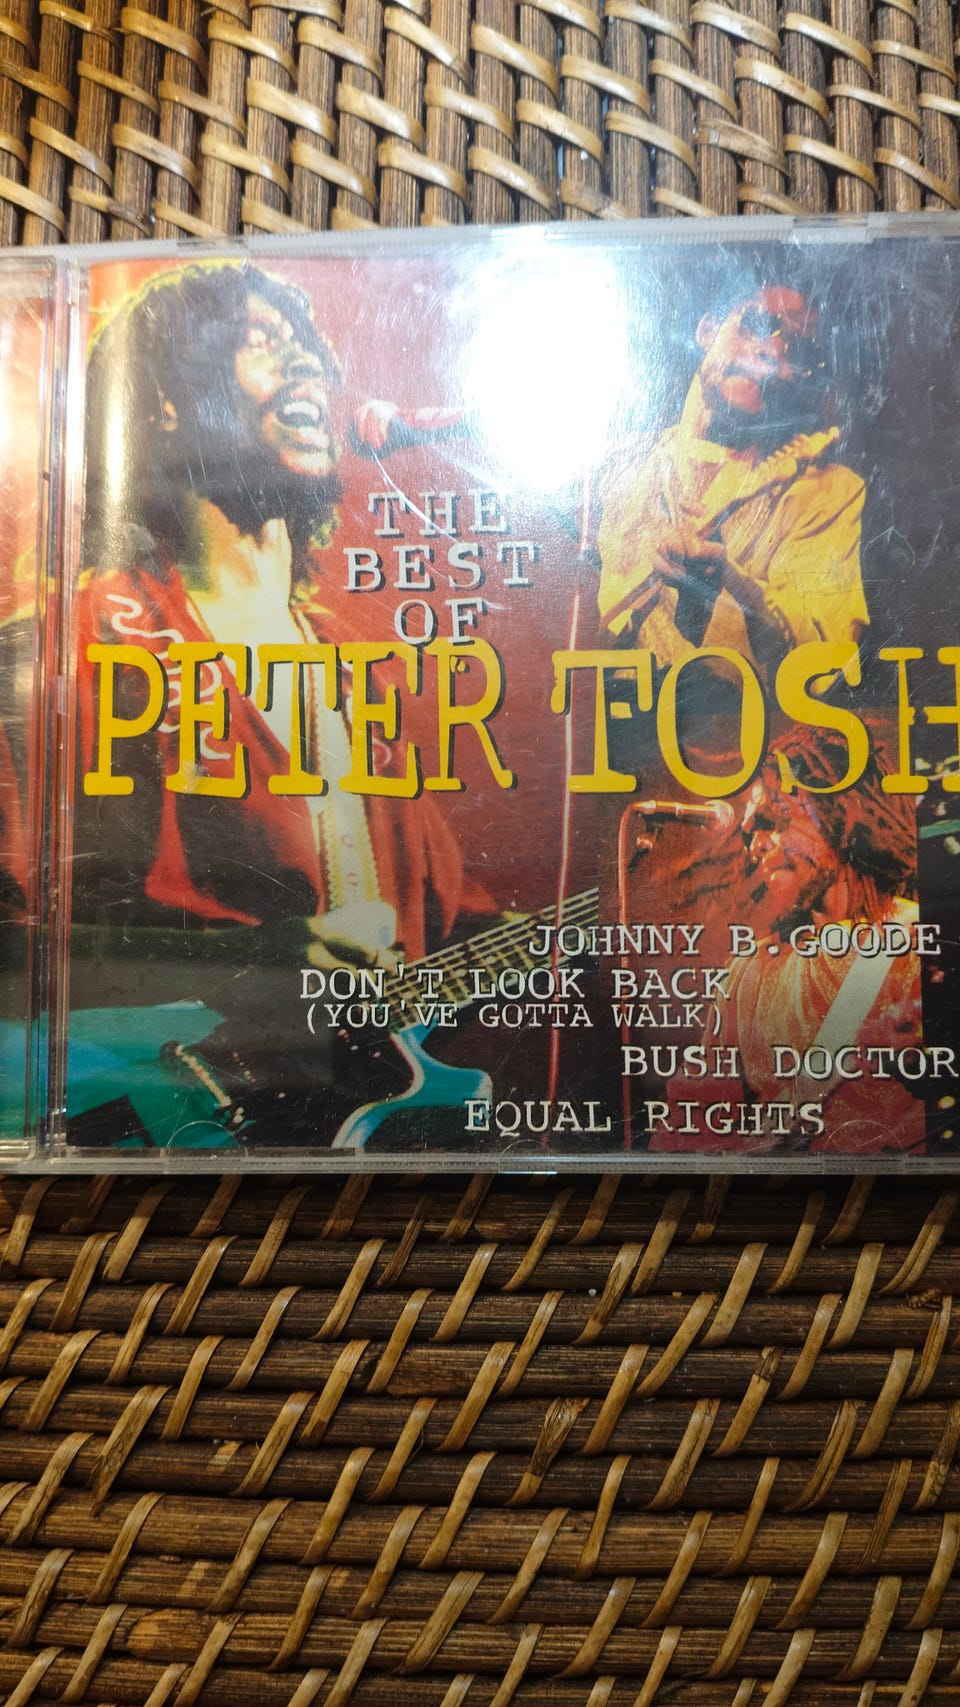 THE
BEST
OF
PETER TOSH
JOHNNY B.GOODE
DON'T LOOK BACK
(YOU'VE GOTTA WALK)
BUSH DOCTOR
EQUAL RIGHTS